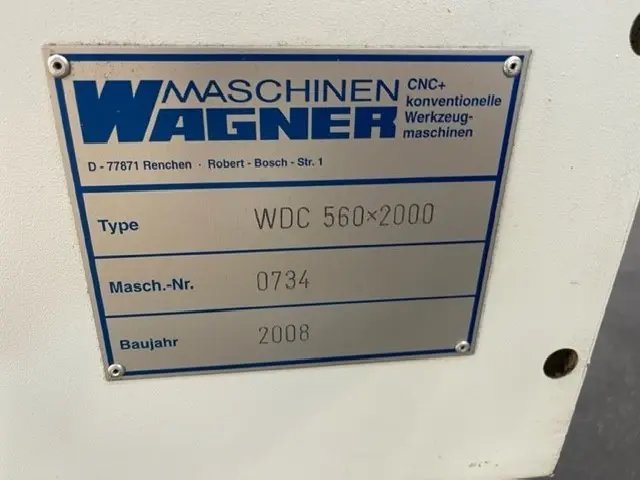 MASCHINEN
WAGNER
CNC+
konventionelle
Werkzeug-
maschinen
D - 77871 Renchen · Robert - Bosch - Str. 1
Type WDC 560×2000
Masch.-Nr. 0734
Baujahr 2008